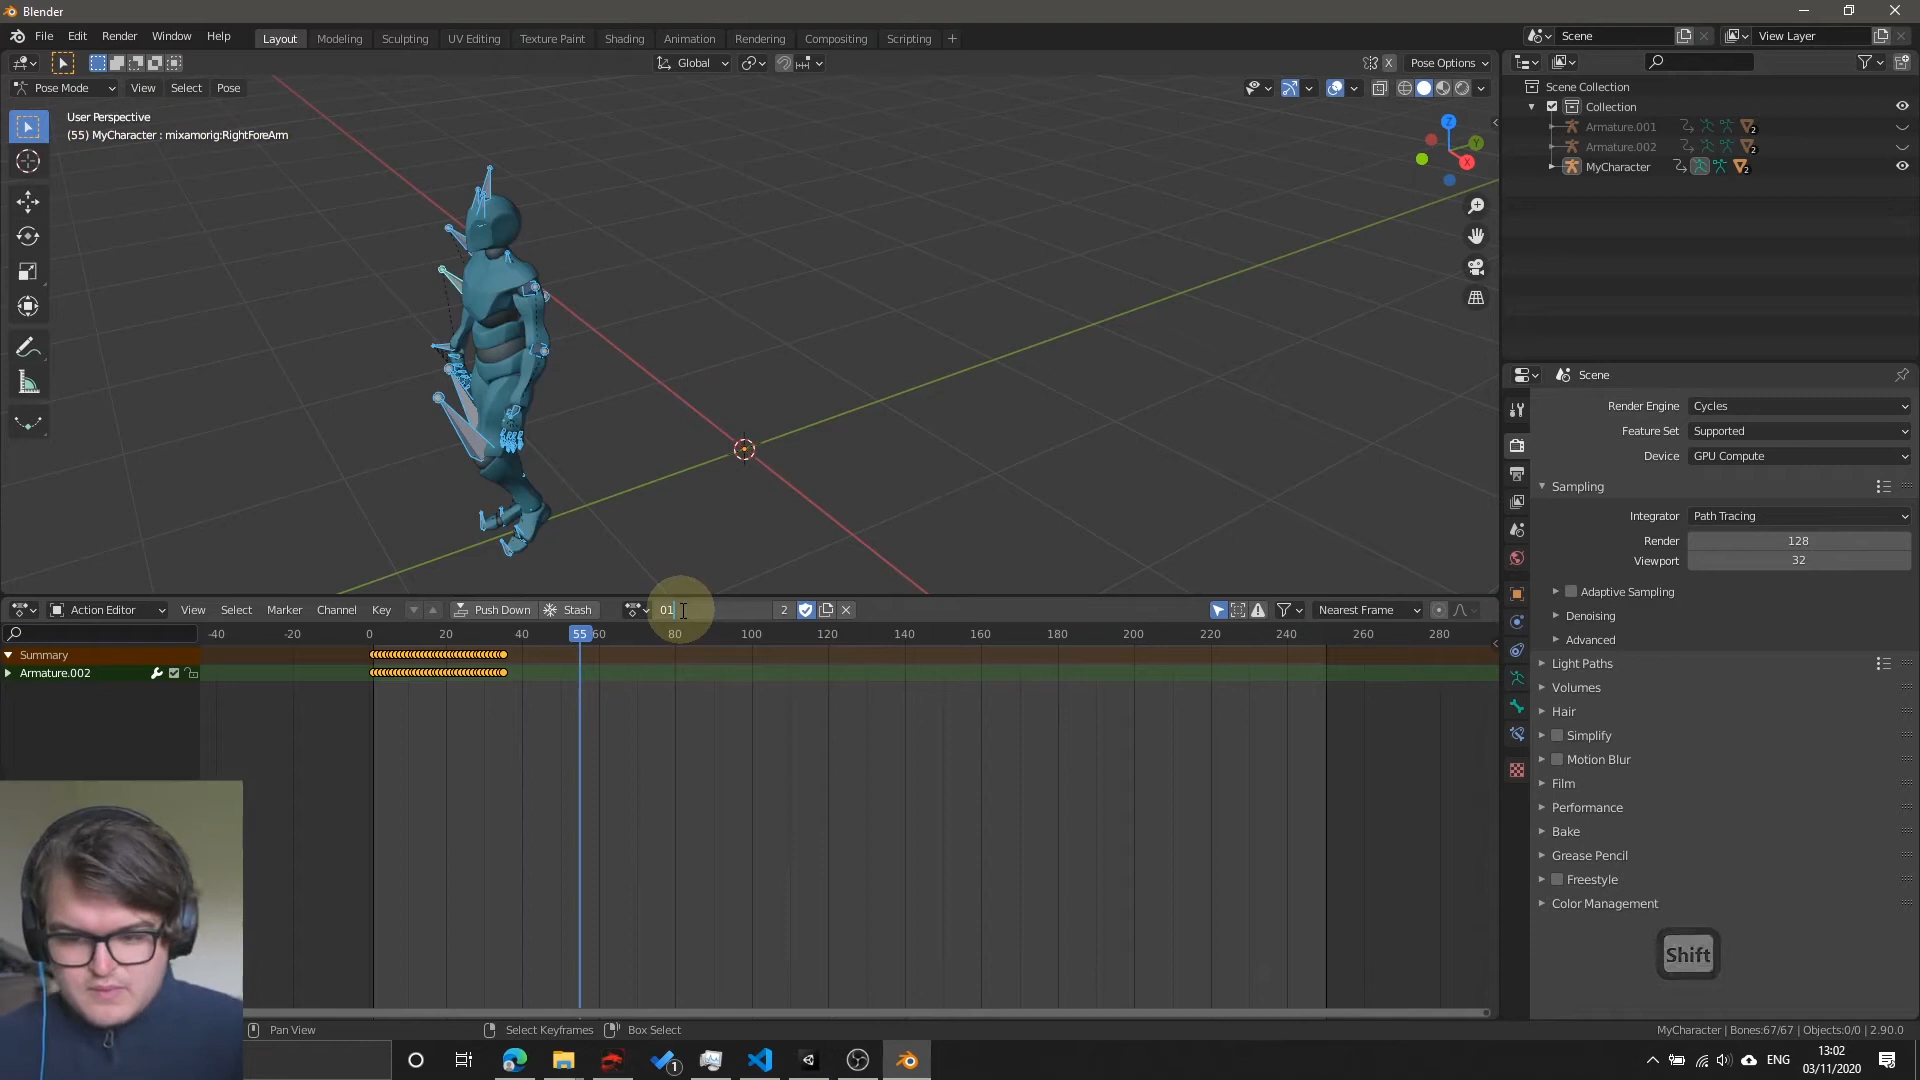 Blender
File Edit Render Window Help
Layout Modeling Sculpting UV Editing Texture Paint Shading Animation Rendering Compositing Scripting +
Scene
View Layer
Global
Pose Options
Pose Mode View Select Pose
User Perspective
(55) MyCharacter : mixamorig:RightForeArm
Z
Y
X
Scene Collection
Collection
Armature.001 2
Armature.002 2
MyCharacter 2
Scene
Render Engine Cycles
Feature Set Supported
Device GPU Compute
Sampling
Integrator Path Tracing
Render 128
Viewport 32
Adaptive Sampling
Denoising
Advanced
Light Paths
Volumes
Hair
Simplify
Motion Blur
Film
Performance
Bake
Grease Pencil
Freestyle
Color Management
Shift
Action Editor View Select Marker Channel Key Push Down Stash 01 2 Nearest Frame
-40 -20 0 20 40 55 60 80 100 120 140 160 180 200 220 240 260 280
Summary
Armature.002
Pan View Select Keyframes Box Select
MyCharacter | Bones:67/67 | Objects:0/0 | 2.90.0
1
ENG
13:02
03/11/2020